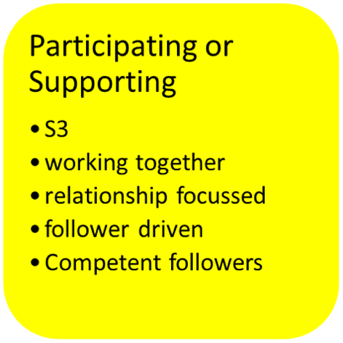 Participating or
Supporting
• S3
• working together
• relationship focussed
• follower driven
• Competent followers